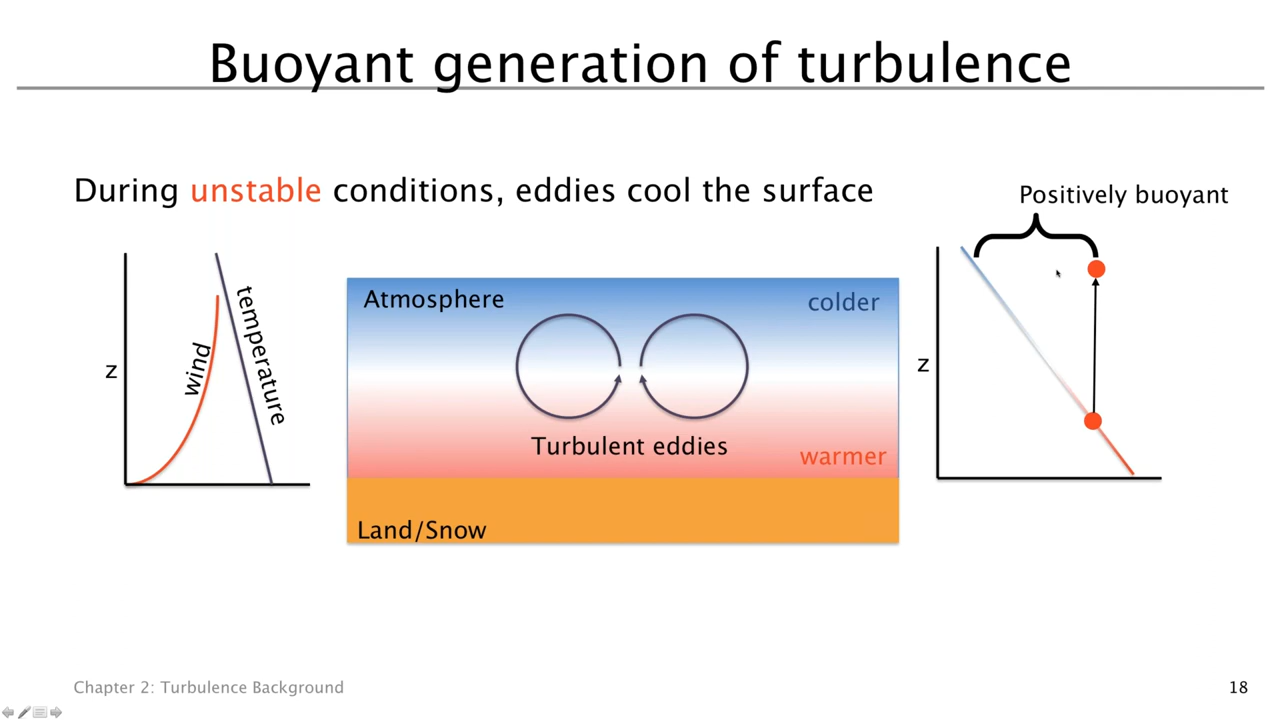 Buoyant generation of turbulence
During unstable conditions, eddies cool the surface
Positively buoyant
z
wind
temperature
Atmosphere
colder
Turbulent eddies
warmer
Land/Snow
z
Chapter 2: Turbulence Background
18